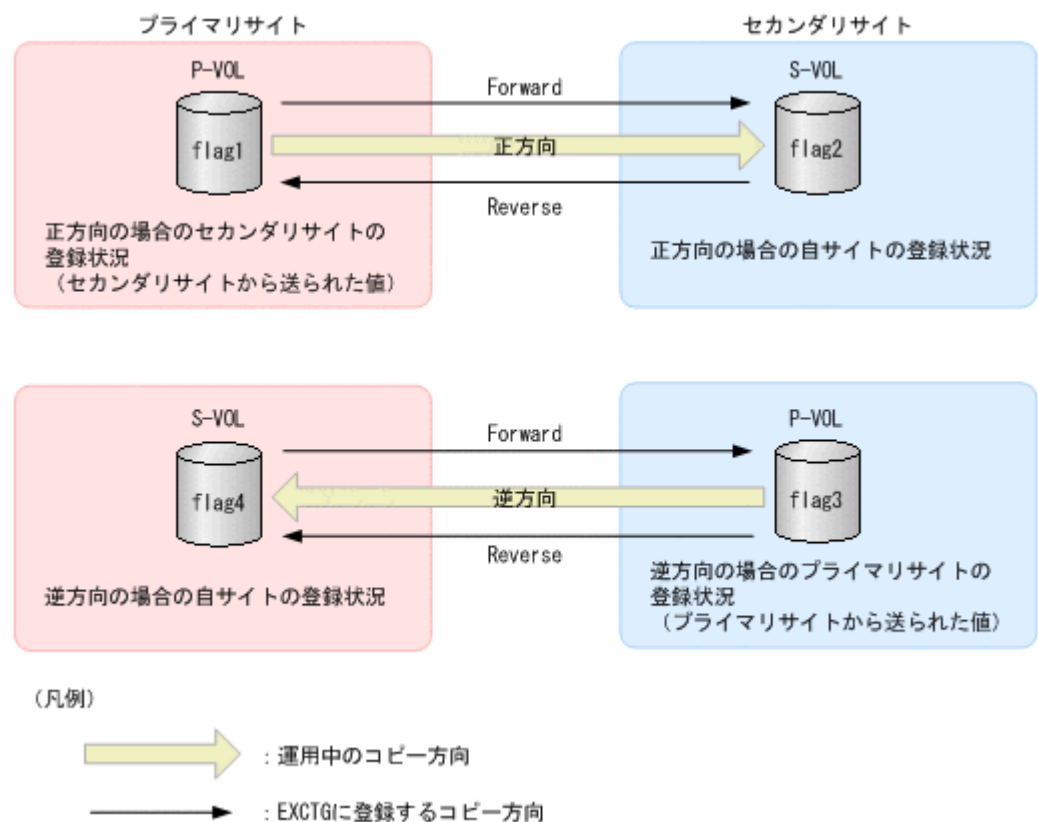 プライマリサイト
セカンダリサイト
P-VOL
S-VOL
Forward
flag1
正方向
flag2
Reverse
正方向の場合のセカンダリサイトの
登録状況
(セカンダリサイトから送られた値)
正方向の場合の自サイトの登録状況
S-VOL
P-VOL
Forward
flag4
逆方向
flag3
Reverse
逆方向の場合の自サイトの登録状況
逆方向の場合のプライマリサイトの
登録状況
(プライマリサイトから送られた値)
(凡例)
:運用中のコピー方向
:EXCTGに登録するコピー方向